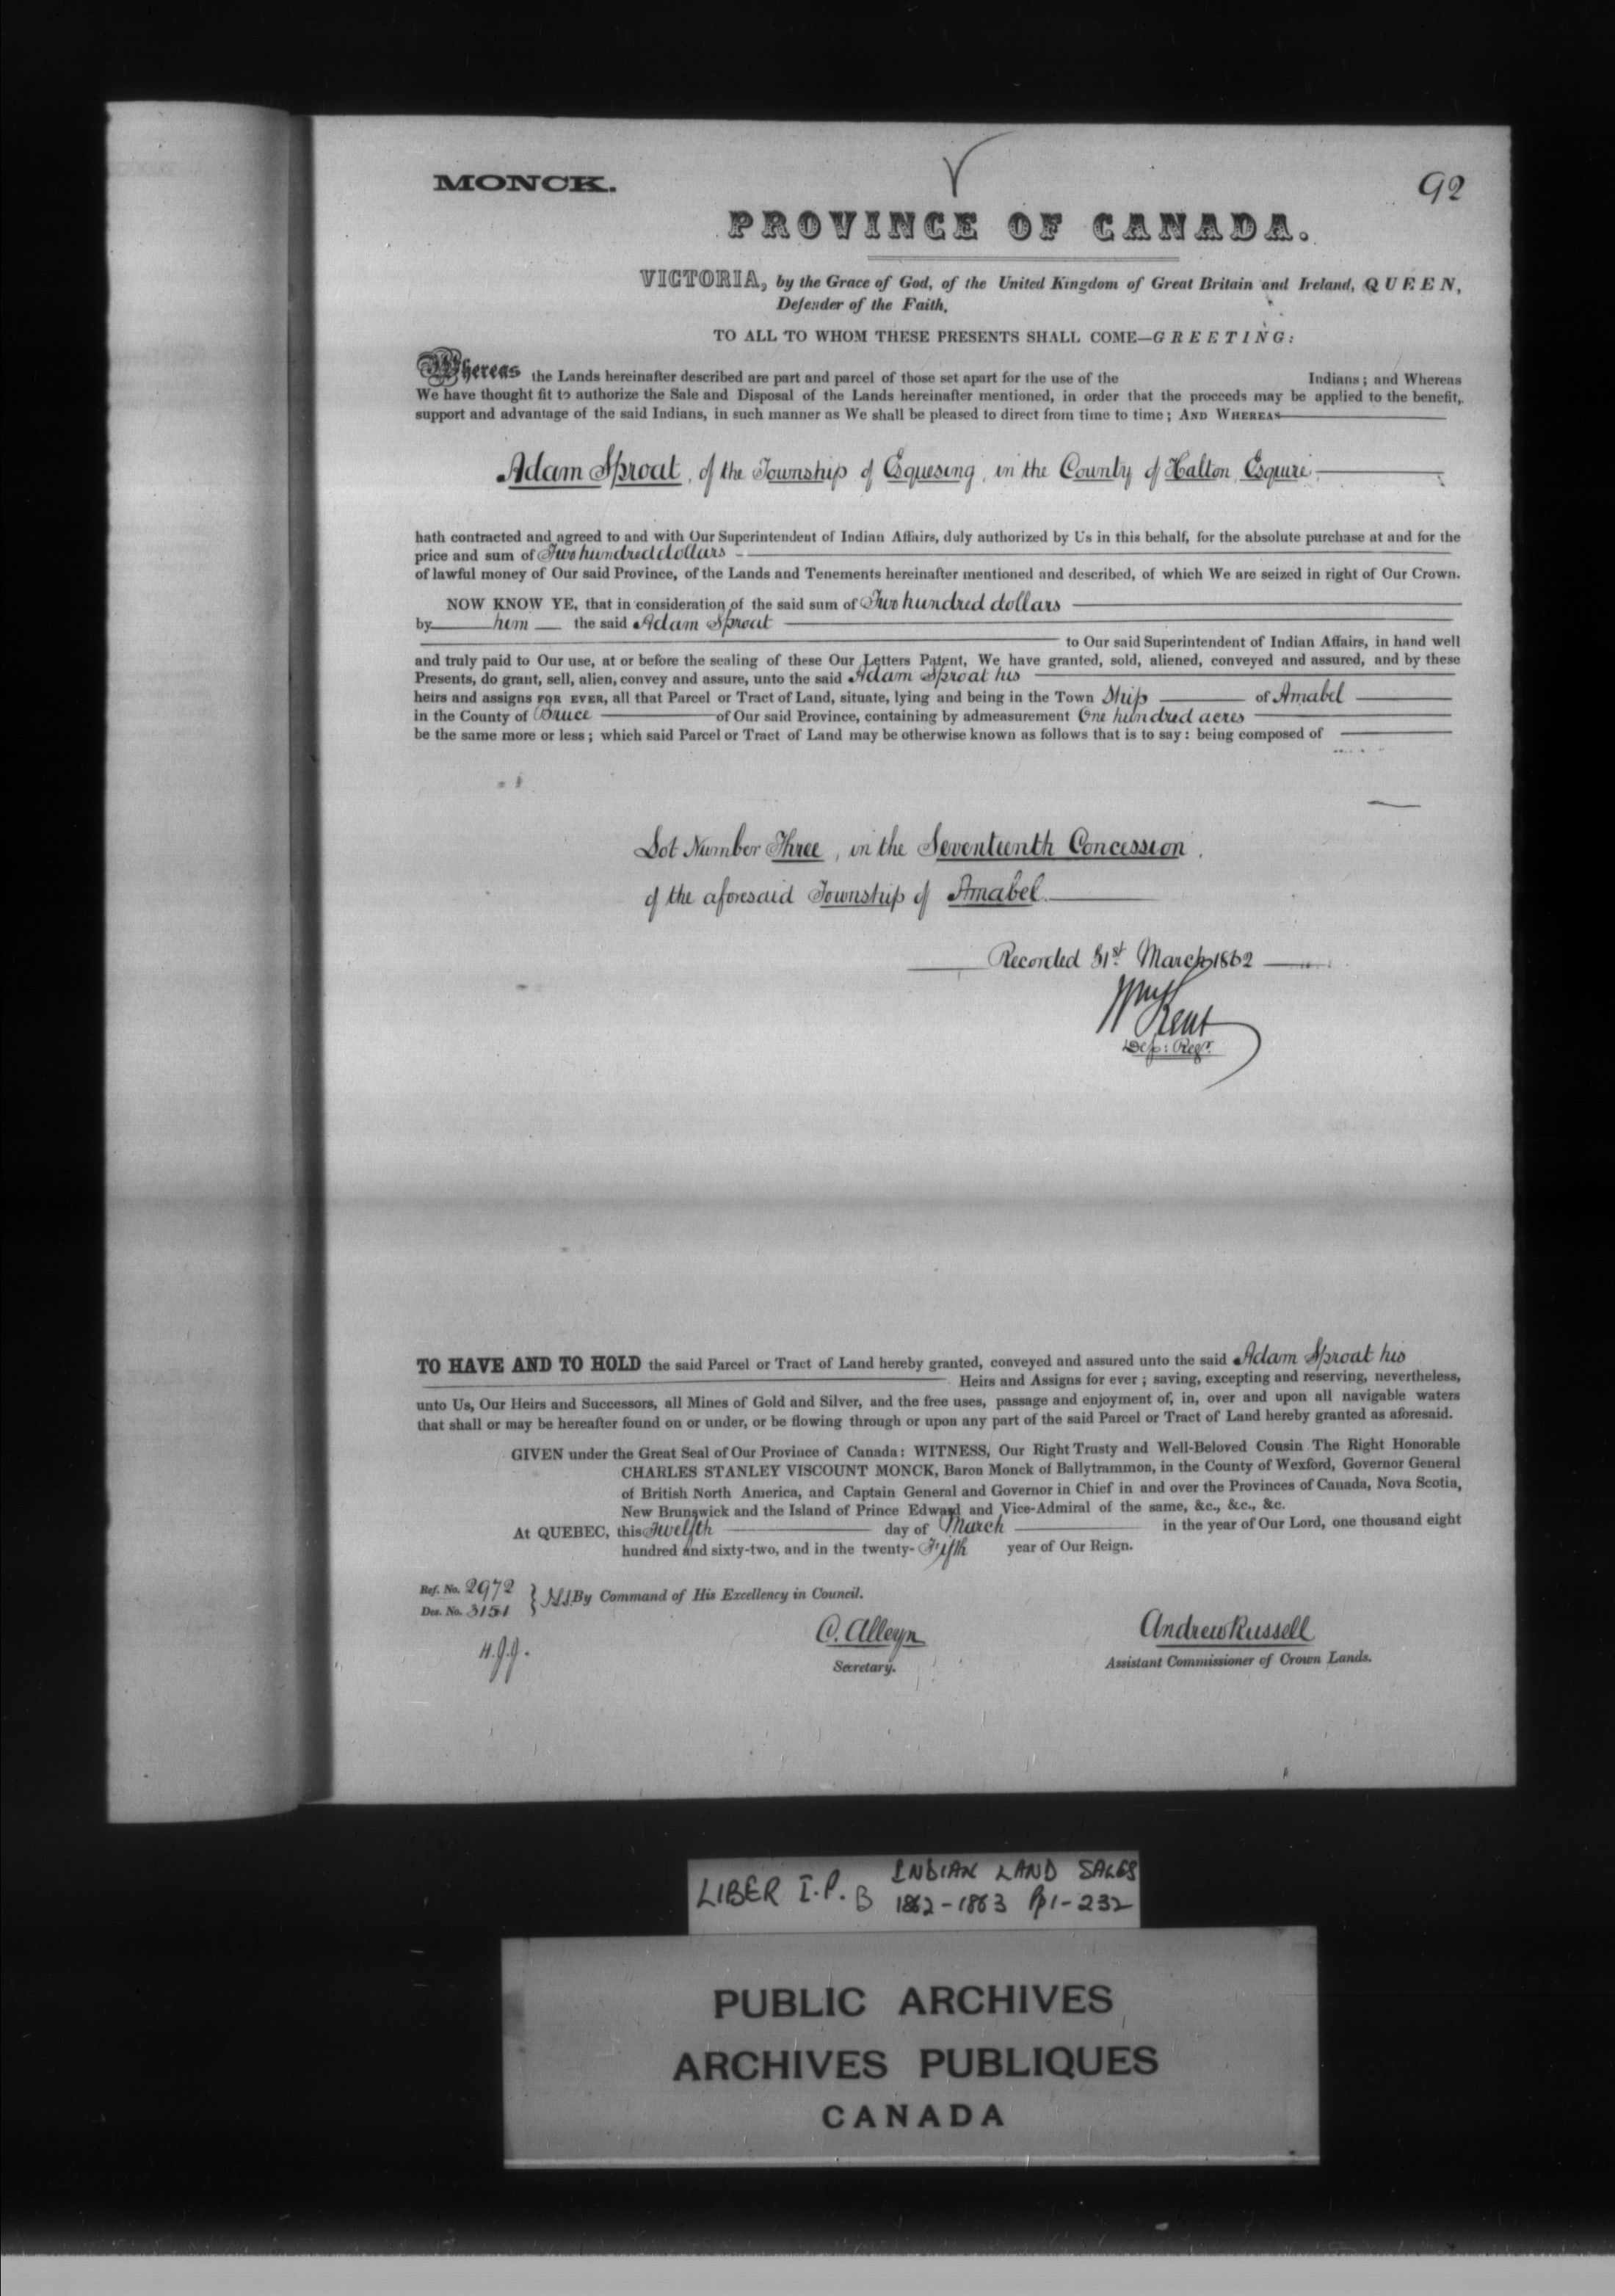 MONCK.
92
PROVINCE OF CANADA.
VICTORIA, by the Grace of God, of the United Kingdom of Great Britain and Ireland, QUEEN,
Defender of the Faith,
TO ALL TO WHOM THESE PRESENTS SHALL COME—GREETING:
Whereas the Lands hereinafter described are part and parcel of those set apart for the use of the Indians; and Whereas
We have thought fit to authorize the Sale and Disposal of the Lands hereinafter mentioned, in order that the proceeds may be applied to the benefit,
support and advantage of the said Indians, in such manner as We shall be pleased to direct from time to time; AND WHEREAS
Adam Sproat, of the Township of Esquesing, in the County of Halton, Esquire.
hath contracted and agreed to and with Our Superintendent of Indian Affairs, duly authorized by Us in this behalf, for the absolute purchase at and for the
price and sum of Two hundred dollars
of lawful money of Our said Province, of the Lands and Tenements hereinafter mentioned and described, of which We are seized in right of Our Crown.
NOW KNOW YE, that in consideration of the said sum of Two hundred dollars
by him the said Adam Sproat
to Our said Superintendent of Indian Affairs, in hand well
and truly paid to Our use, at or before the sealing of these Our Letters Patent, We have granted, sold, aliened, conveyed and assured, and by these
Presents, do grant, sell, alien, convey and assure, unto the said Adam Sproat his
heirs and assigns FOR EVER, all that Parcel or Tract of Land, situate, lying and being in the Town Ship of Amabel
in the County of Bruce of Our said Province, containing by admeasurement One hundred acres
be the same more or less; which said Parcel or Tract of Land may be otherwise known as follows that is to say: being composed of
Lot Number Three, in the Seventeenth Concession.
of the aforesaid Township of Amabel.
Recorded 31st March 1862
Wm Kent
Dep: Regr.
TO HAVE AND TO HOLD the said Parcel or Tract of Land hereby granted, conveyed and assured unto the said Adam Sproat his
Heirs and Assigns for ever; saving, excepting and reserving, nevertheless,
unto Us, Our Heirs and Successors, all Mines of Gold and Silver, and the free uses, passage and enjoyment of, in, over and upon all navigable waters
that shall or may be hereafter found on or under, or be flowing through or upon any part of the said Parcel or Tract of Land hereby granted as aforesaid.
GIVEN under the Great Seal of Our Province of Canada: WITNESS, Our Right Trusty and Well-Beloved Cousin The Right Honorable
CHARLES STANLEY VISCOUNT MONCK, Baron Monck of Ballytrammon, in the County of Wexford, Governor General
of British North America, and Captain General and Governor in Chief in and over the Provinces of Canada, Nova Scotia,
New Brunswick and the Island of Prince Edward and Vice-Admiral of the same, &c., &c., &c.
At QUEBEC, this Twelfth day of March in the year of Our Lord, one thousand eight
hundred and sixty-two, and in the twenty-Fifth year of Our Reign.
Ref. No. 2972
By Command of His Excellency in Council.
Des. No. 3151
C. Alleyn
Andrew Russell
Secretary.
Assistant Commissioner of Crown Lands.
LIBER I.P. B INDIAN LAND SALES
1862-1863 Pp 1-232
PUBLIC ARCHIVES
ARCHIVES PUBLIQUES
CANADA